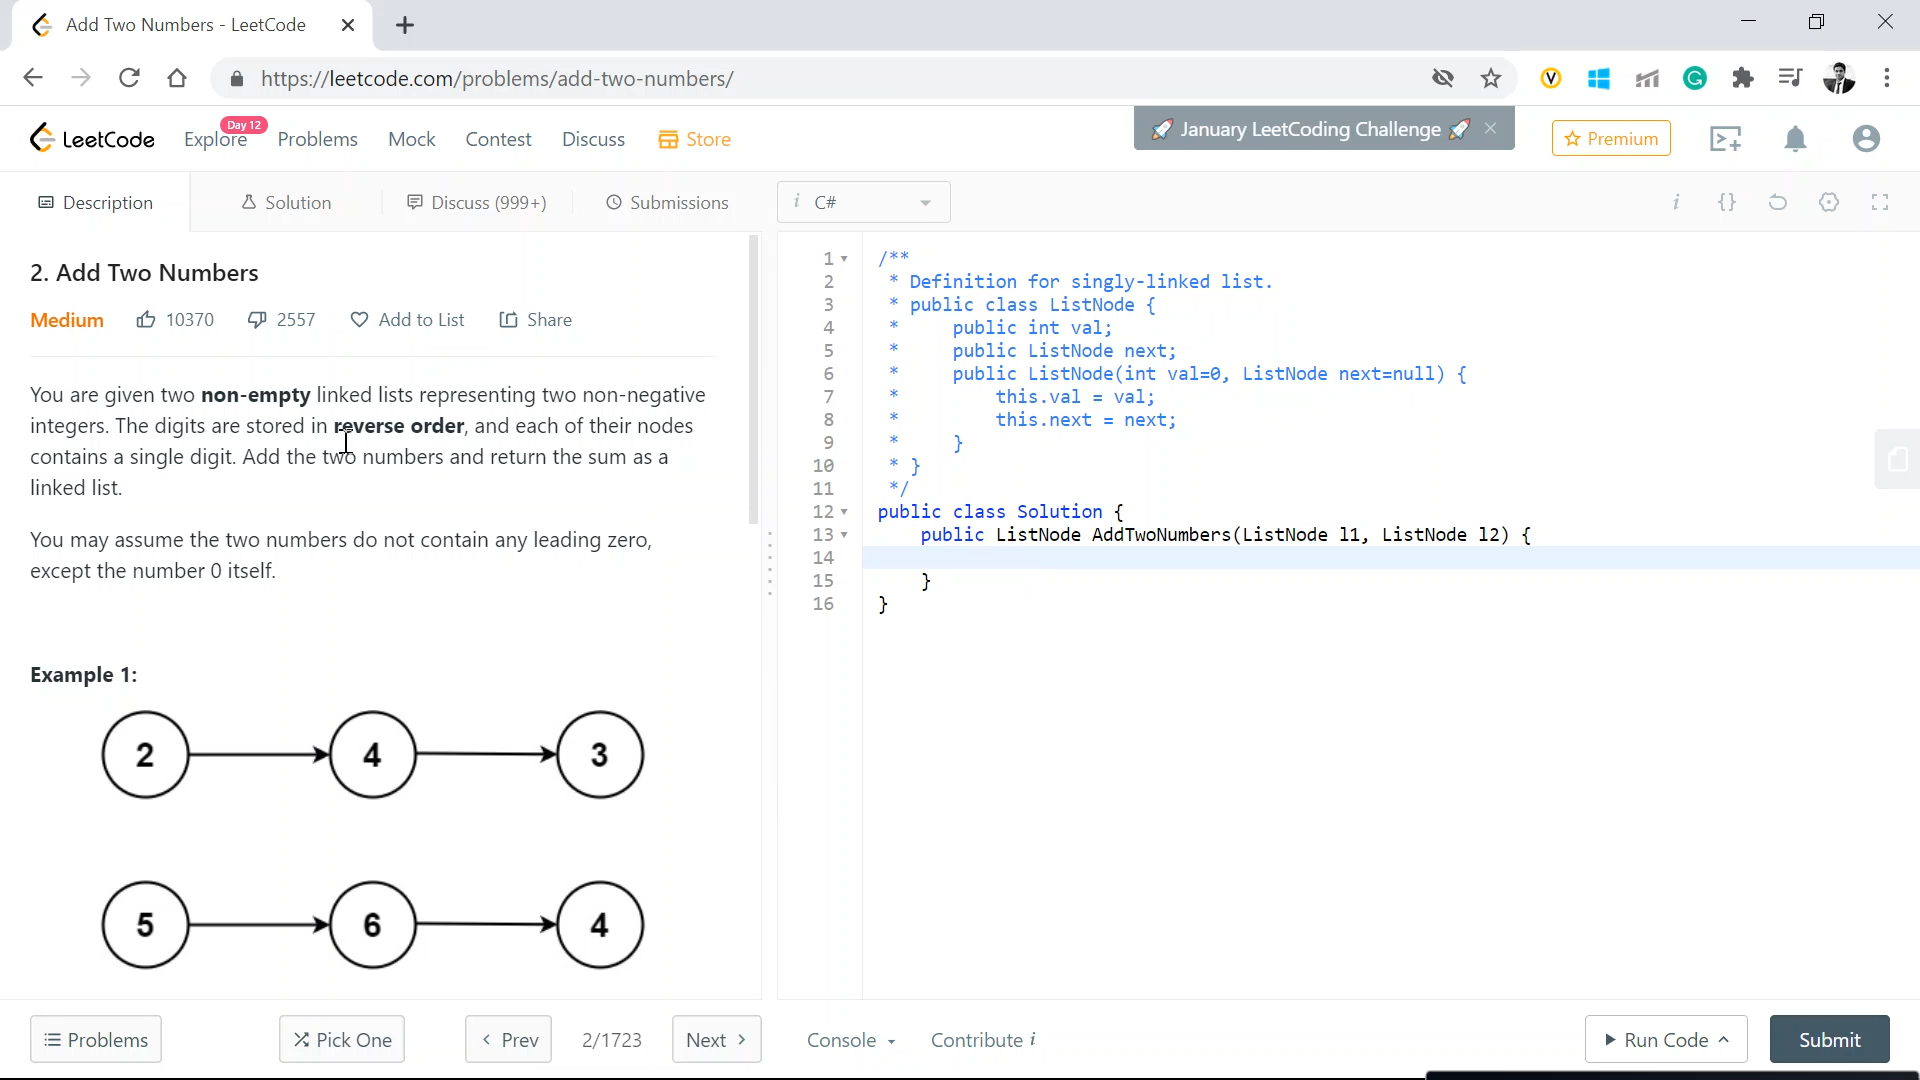 Add Two Numbers - LeetCode
https://leetcode.com/problems/add-two-numbers/
LeetCode
Explore
Day 12
Problems
Mock
Contest
Discuss
Store
🚀 January LeetCoding Challenge 🚀
Premium
Description
Solution
Discuss (999+)
Submissions
i C#
i {}
2. Add Two Numbers
Medium
10370
2557
Add to List
Share
You are given two non-empty linked lists representing two non-negative
integers. The digits are stored in reverse order, and each of their nodes
contains a single digit. Add the two numbers and return the sum as a
linked list.
You may assume the two numbers do not contain any leading zero,
except the number 0 itself.
Example 1:
2 4 3
5 6 4
1 /**
2 * Definition for singly-linked list.
3 * public class ListNode {
4 *     public int val;
5 *     public ListNode next;
6 *     public ListNode(int val=0, ListNode next=null) {
7 *         this.val = val;
8 *         this.next = next;
9 *     }
10 * }
11 */
12 public class Solution {
13     public ListNode AddTwoNumbers(ListNode l1, ListNode l2) {
14
15     }
16 }
Problems
Pick One
Prev
2/1723
Next
Console
Contribute i
Run Code
Submit